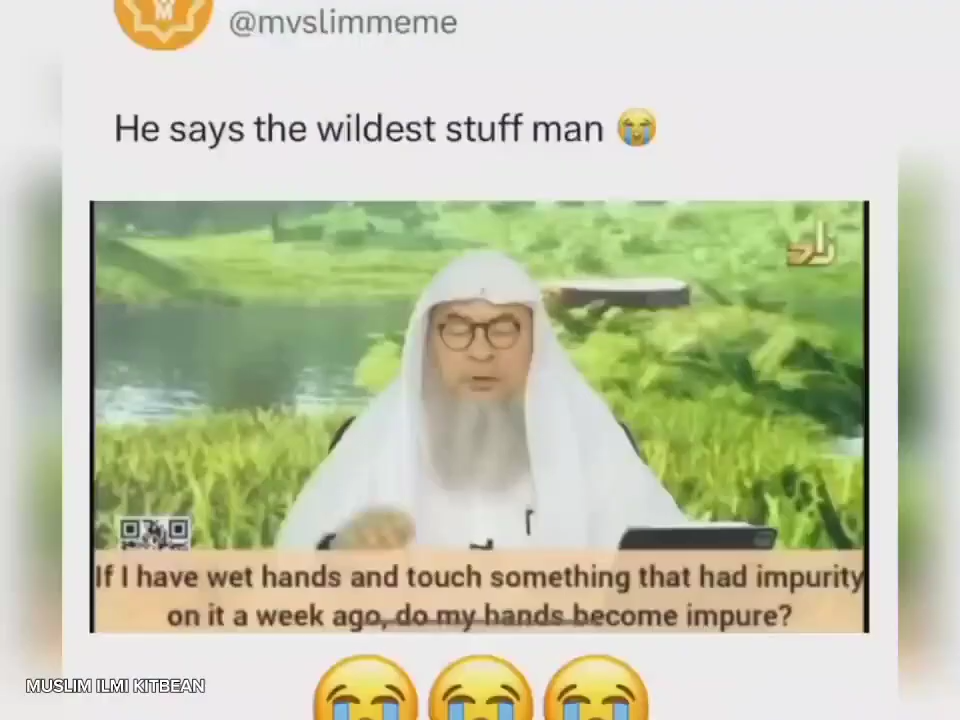 @mvslimmeme
He says the wildest stuff man 😭
زاد
If I have wet hands and touch something that had impurity
on it a week ago, do my hands become impure?
MUSLIM ILMI KITBEAN
😭😭😭